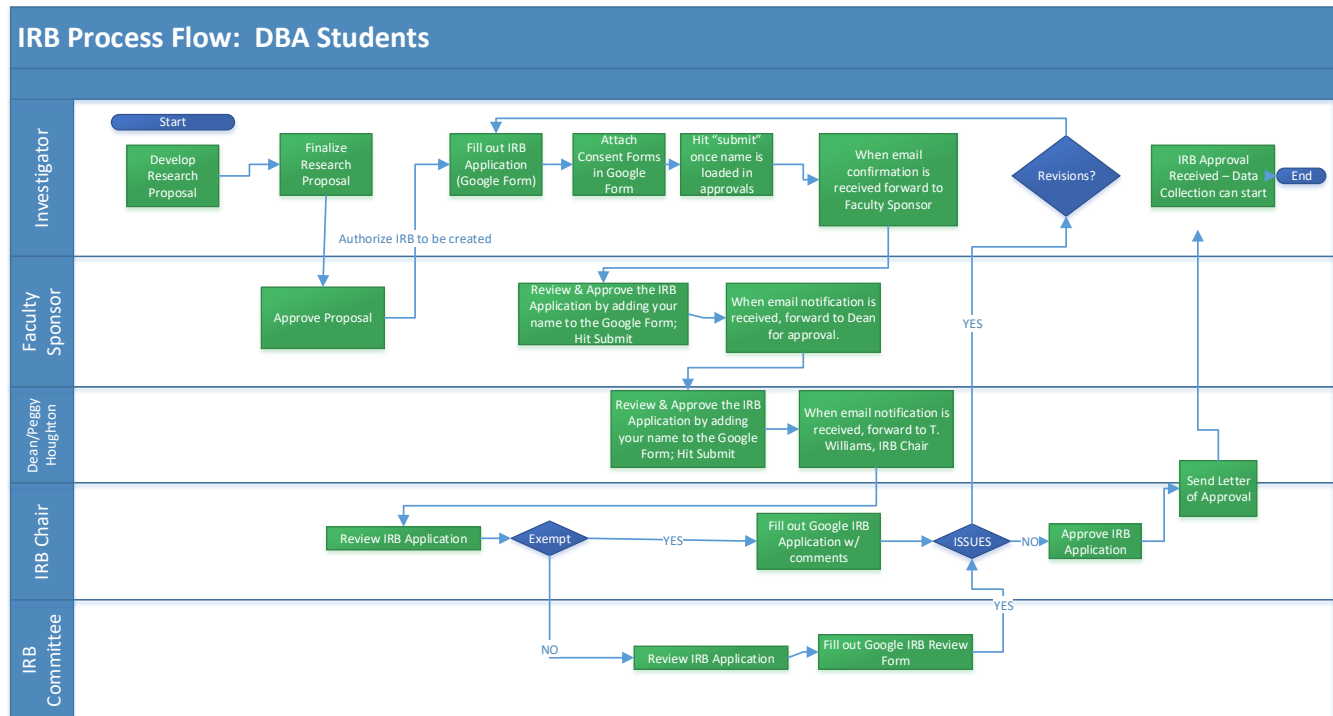 IRB Process Flow:  DBA Students
Investigator
Start
Develop
Research
Proposal
Finalize
Research
Proposal
Fill out IRB
Application
(Google Form)
Attach
Consent Forms
in Google
Form
Hit “submit”
once name is
loaded in
approvals
When email
confirmation is
received forward to
Faculty Sponsor
Revisions?
IRB Approval
Received – Data
Collection can start
End
Authorize IRB to be created
Faculty
Sponsor
Approve Proposal
Review & Approve the IRB
Application by adding your
name to the Google Form;
Hit Submit
When email notification is
received, forward to Dean
for approval.
YES
Dean/Peggy
Houghton
Review & Approve the IRB
Application by adding
your name to the Google
Form; Hit Submit
When email notification is
received, forward to T.
Williams, IRB Chair
Send Letter
of Approval
IRB Chair
Review IRB Application
Exempt
YES
Fill out Google IRB
Application w/
comments
ISSUES
NO
Approve IRB
Application
IRB
Committee
NO
Review IRB Application
Fill out Google IRB Review
Form
YES